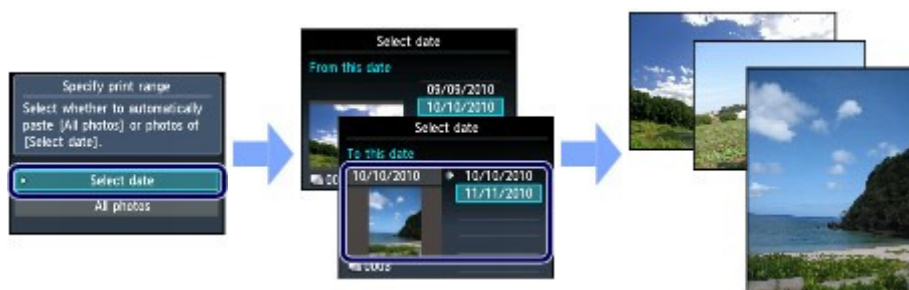 Specify print range
Select whether to automatically
paste [All photos] or photos of
[Select date].
Select date
All photos
Select date
From this date
09/09/2010
10/10/2010
Select date
To this date
10/10/2010
10/10/2010
11/11/2010
0003